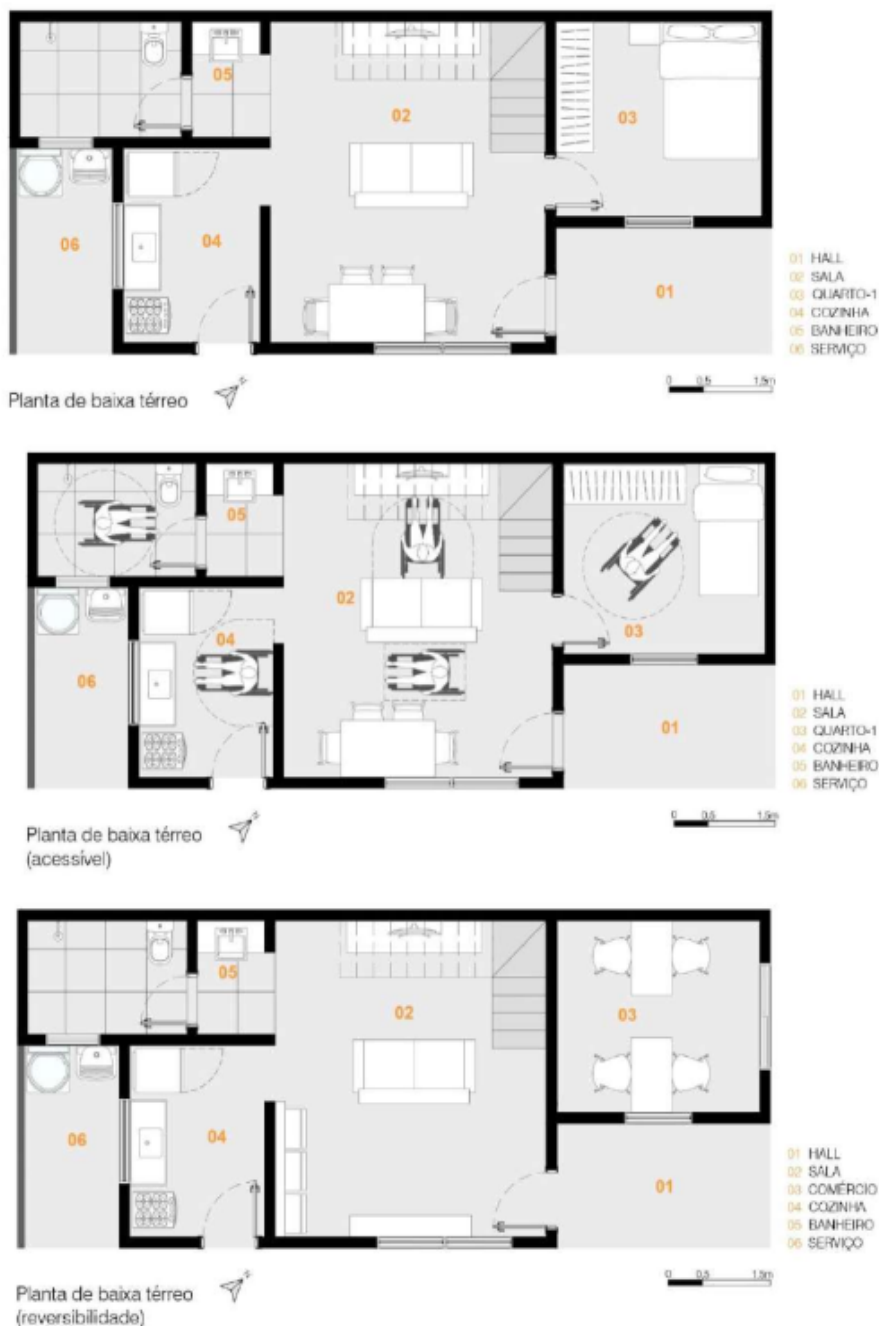 05
02
03
06
04
01
01 HALL
02 SALA
03 QUARTO-1
04 COZINHA
05 BANHEIRO
06 SERVIÇO
Planta de baixa térreo
N
0 0,5 1,5m
05
02
04
03
06
01
01 HALL
02 SALA
03 QUARTO-1
04 COZINHA
05 BANHEIRO
06 SERVIÇO
Planta de baixa térreo
(acessível)
N
0 0,5 1,5m
05
02
03
06
04
01
01 HALL
02 SALA
03 COMÉRCIO
04 COZINHA
05 BANHEIRO
06 SERVIÇO
Planta de baixa térreo
(reversibilidade)
N
0 0,5 1,5m